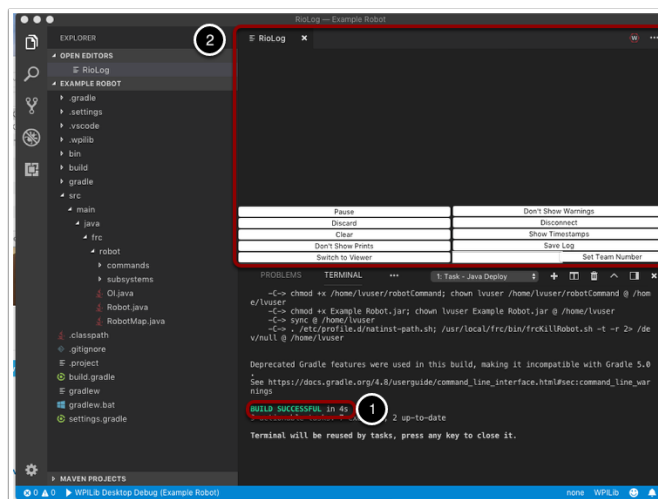 RioLog — Example Robot
EXPLORER
OPEN EDITORS
RioLog
EXAMPLE ROBOT
.gradle
.settings
.vscode
.wpilib
bin
build
gradle
src
main
java
frc
robot
commands
subsystems
OI.java
Robot.java
RobotMap.java
.classpath
.gitignore
.project
build.gradle
gradlew
gradlew.bat
settings.gradle
MAVEN PROJECTS
2
RioLog
W
Pause
Don't Show Warnings
Discard
Disconnect
Clear
Show Timestamps
Don't Show Prints
Save Log
Switch to Viewer
Set Team Number
PROBLEMS TERMINAL
1: Task - Java Deploy
-C-> chmod +x /home/lvuser/robotCommand; chown lvuser /home/lvuser/robotCommand @ /hom
e/lvuser
-C-> chmod +x Example Robot.jar; chown lvuser Example Robot.jar @ /home/lvuser
-C-> sync @ /home/lvuser
-C-> . /etc/profile.d/natinst-path.sh; /usr/local/frc/bin/frcKillRobot.sh -t -r 2> /de
v/null @ /home/lvuser
Deprecated Gradle features were used in this build, making it incompatible with Gradle 5.0
.
See https://docs.gradle.org/4.8/userguide/command_line_interface.html#sec:command_line_war
nings
BUILD SUCCESSFUL in 4s
1
2 up-to-date
Terminal will be reused by tasks, press any key to close it.
0 0 WPILib Desktop Debug (Example Robot)
none WPILib